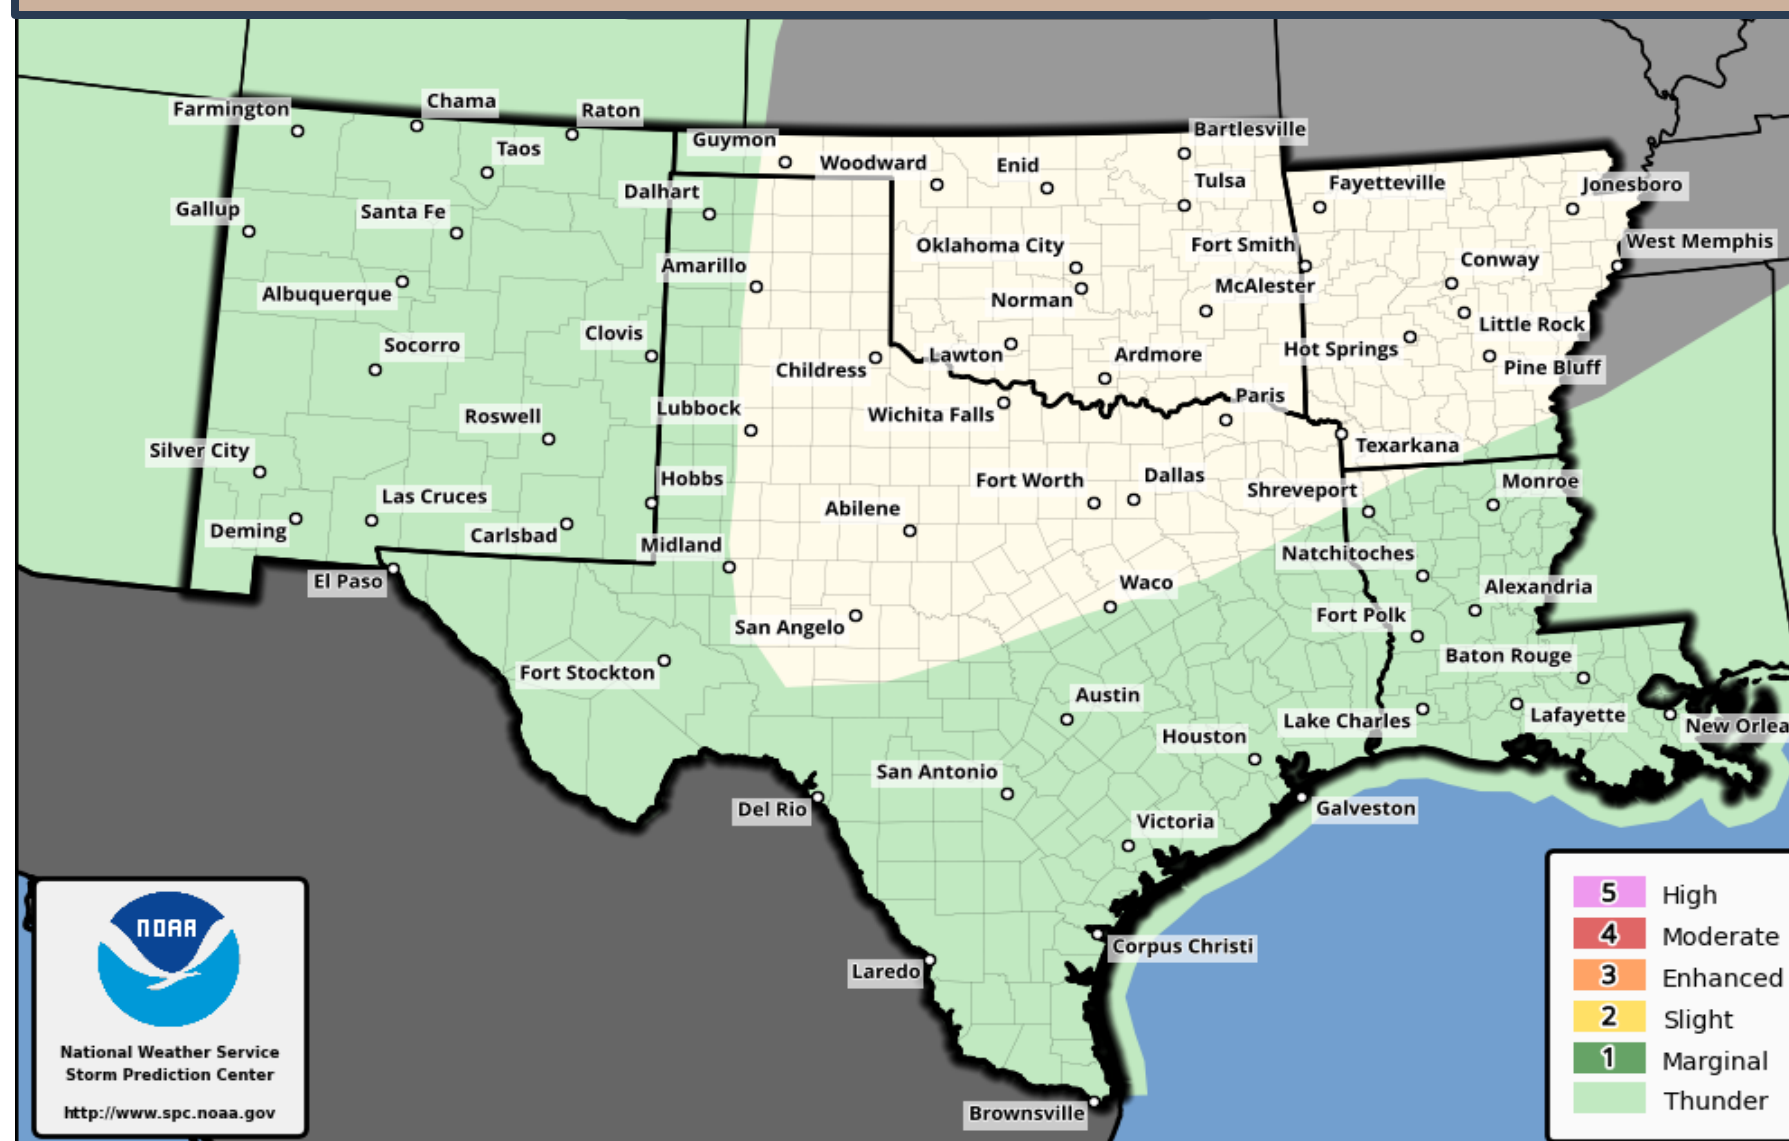 Farmington
Chama
Raton
Taos
Guymon
Woodward
Enid
Bartlesville
Tulsa
Fayetteville
Jonesboro
Dalhart
Gallup
Santa Fe
Oklahoma City
Fort Smith
West Memphis
Amarillo
Conway
Albuquerque
Norman
McAlester
Little Rock
Clovis
Socorro
Childress
Lawton
Ardmore
Hot Springs
Pine Bluff
Roswell
Lubbock
Wichita Falls
Paris
Texarkana
Silver City
Hobbs
Fort Worth
Dallas
Shreveport
Monroe
Las Cruces
Abilene
Deming
Carlsbad
Midland
Natchitoches
El Paso
Waco
Alexandria
San Angelo
Fort Polk
Fort Stockton
Baton Rouge
Austin
Lake Charles
Lafayette
New Orlea
Houston
San Antonio
Del Rio
Galveston
Victoria
Corpus Christi
Laredo
Brownsville
NOAA
National Weather Service
Storm Prediction Center
http://www.spc.noaa.gov
5 High
4 Moderate
3 Enhanced
2 Slight
1 Marginal
Thunder